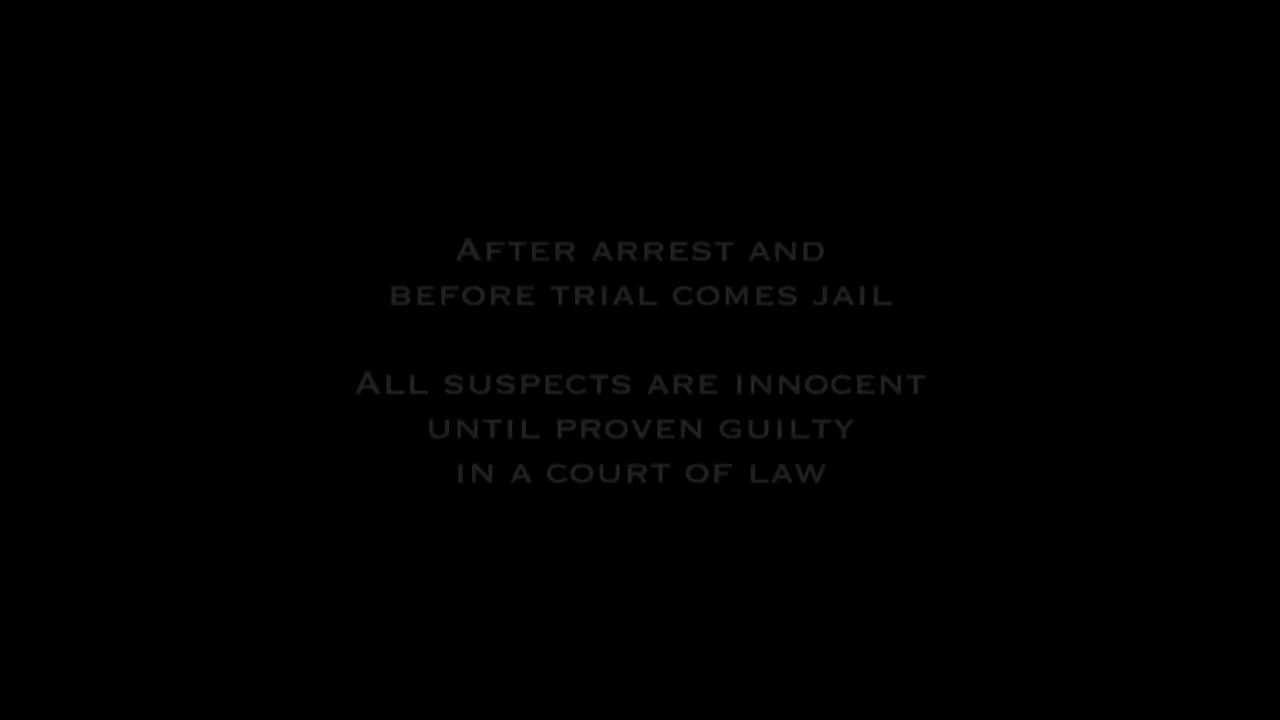 After arrest and
before trial comes jail
All suspects are innocent
until proven guilty
in a court of law